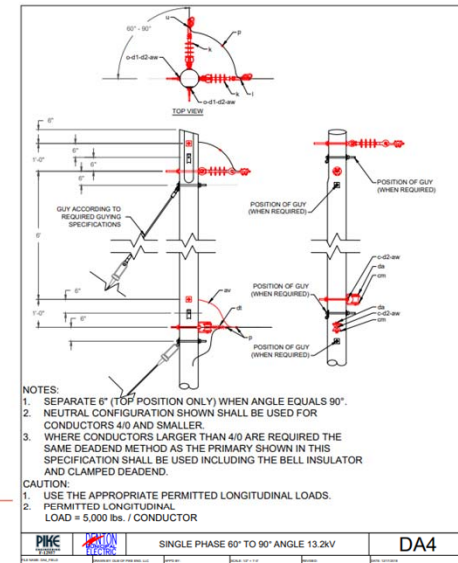 60° - 90°
u
k
p
o-d1-d2-aw
k
l
o-d1-d2-aw
TOP VIEW
6"
6"
1'-0"
6"
6"
6"
POSITION OF GUY
(WHEN REQUIRED)
GUY ACCORDING TO
REQUIRED GUYING
SPECIFICATIONS
POSITION OF GUY
(WHEN REQUIRED)
6'
c-d2-aw
da
cm
POSITION OF GUY
(WHEN REQUIRED)
6"
av
dt
1'-0"
6"
p
da
c-d2-aw
cm
POSITION OF GUY
(WHEN REQUIRED)
NOTES:
1. SEPARATE 6" (TOP POSITION ONLY) WHEN ANGLE EQUALS 90°.
2. NEUTRAL CONFIGURATION SHOWN SHALL BE USED FOR
CONDUCTORS 4/0 AND SMALLER.
3. WHERE CONDUCTORS LARGER THAN 4/0 ARE REQUIRED THE
SAME DEADEND METHOD AS THE PRIMARY SHOWN IN THIS
SPECIFICATION SHALL BE USED INCLUDING THE BELL INSULATOR
AND CLAMPED DEADEND.
CAUTION:
1. USE THE APPROPRIATE PERMITTED LONGITUDINAL LOADS.
2. PERMITTED LONGITUDINAL
LOAD = 5,000 lbs. / CONDUCTOR
PIKE
ENGINEERING
DENTON
MUNICIPAL
ELECTRIC
SINGLE PHASE 60° TO 90° ANGLE 13.2kV
DA4